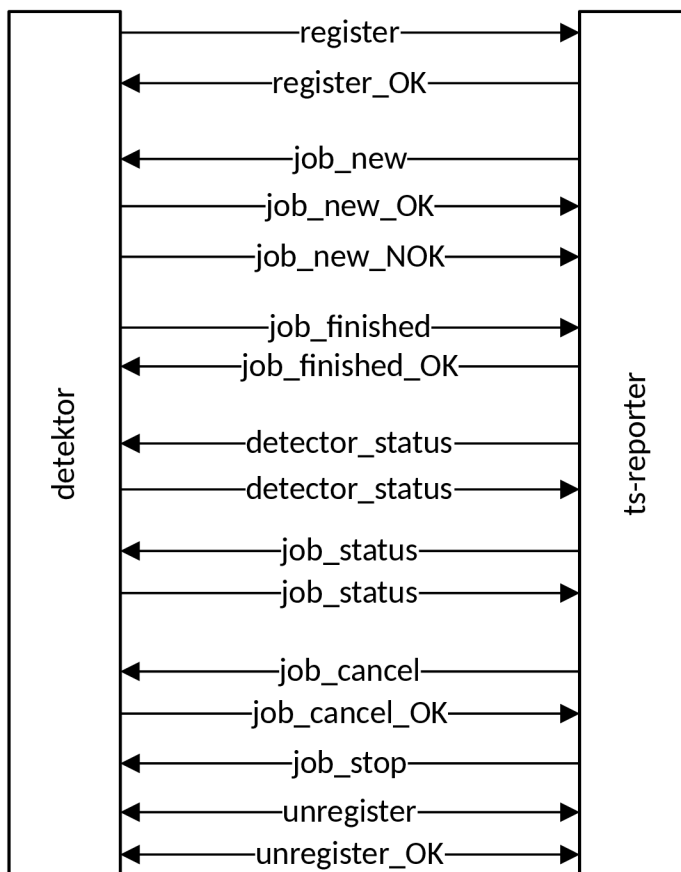 register
register_OK
job_new
job_new_OK
job_new_NOK
job_finished
job_finished_OK
detektor
ts-reporter
detector_status
detector_status
job_status
job_status
job_cancel
job_cancel_OK
job_stop
unregister
unregister_OK